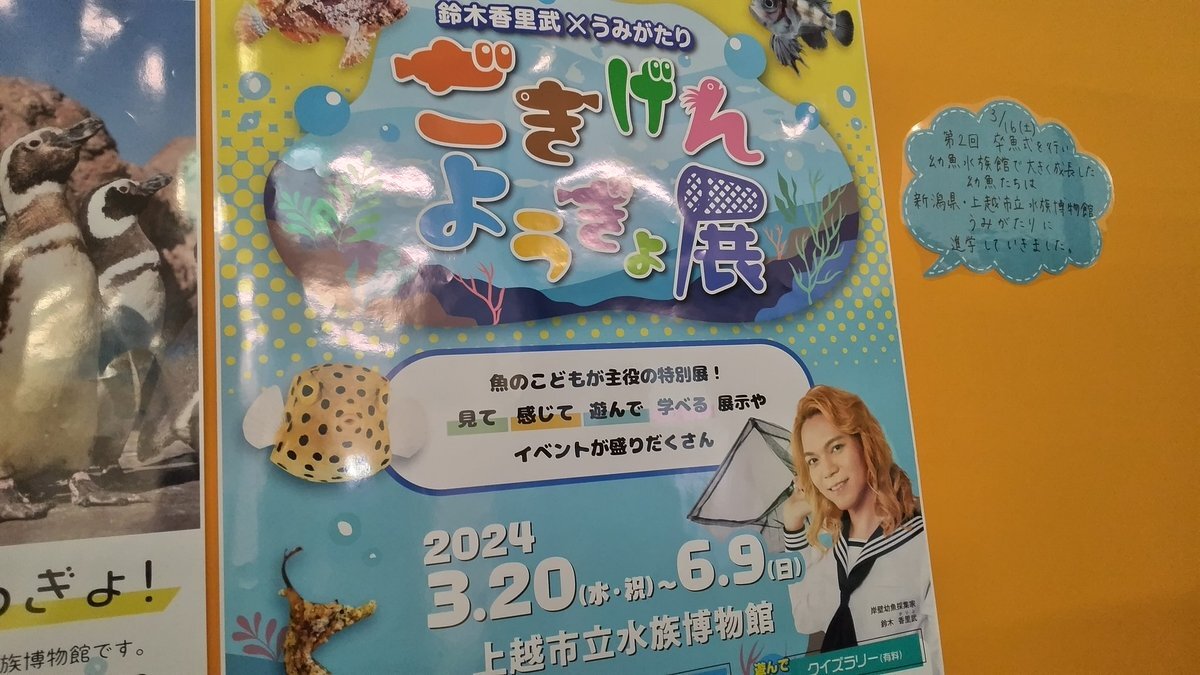 鈴木香里武×うみがたり
ごきげん
ようぎょ展
魚のこどもが主役の特別展！
見て 感じて 遊んで 学べる 展示や
イベントが盛りだくさん
2024
3.20(水・祝)～6.9(日)
上越市立水族博物館
岸壁幼魚採集家
鈴木 香里武
遊んで クイズラリー(有料)
3/16(土)
第2回 卒魚式を行い
幼魚水族館で大きく成長した
幼魚たちは
新潟県・上越市立水族博物館
うみがたりに
進学していきました。
ぎょ！
族博物館です。